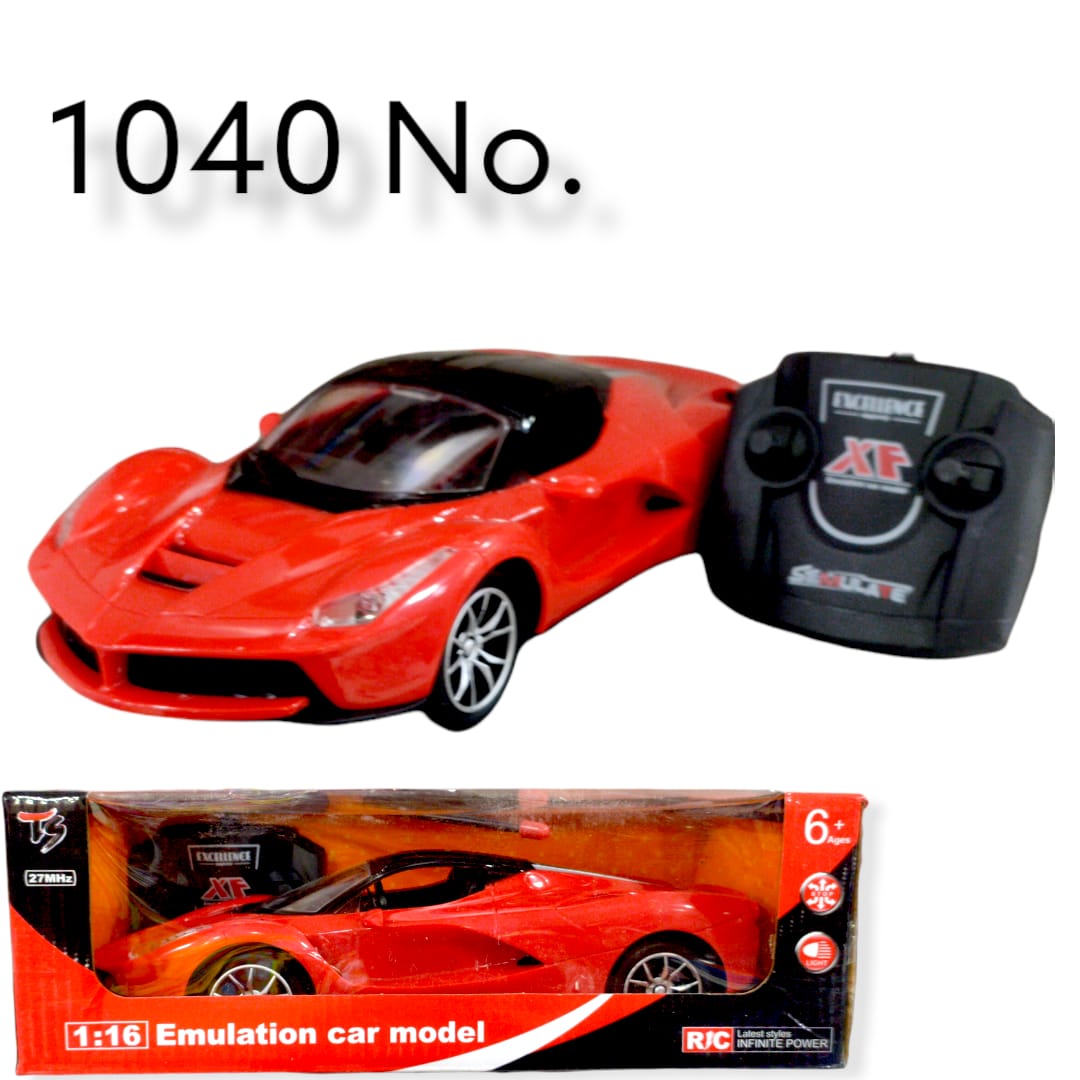 1040 No.
EXCELLENCE
XF
SEMULATE
TS
27MHz
EXCELLENCE
XF
6+
Ages
STOP
LIGHT
1:16 Emulation car model
R/C Latest styles
INFINITE POWER